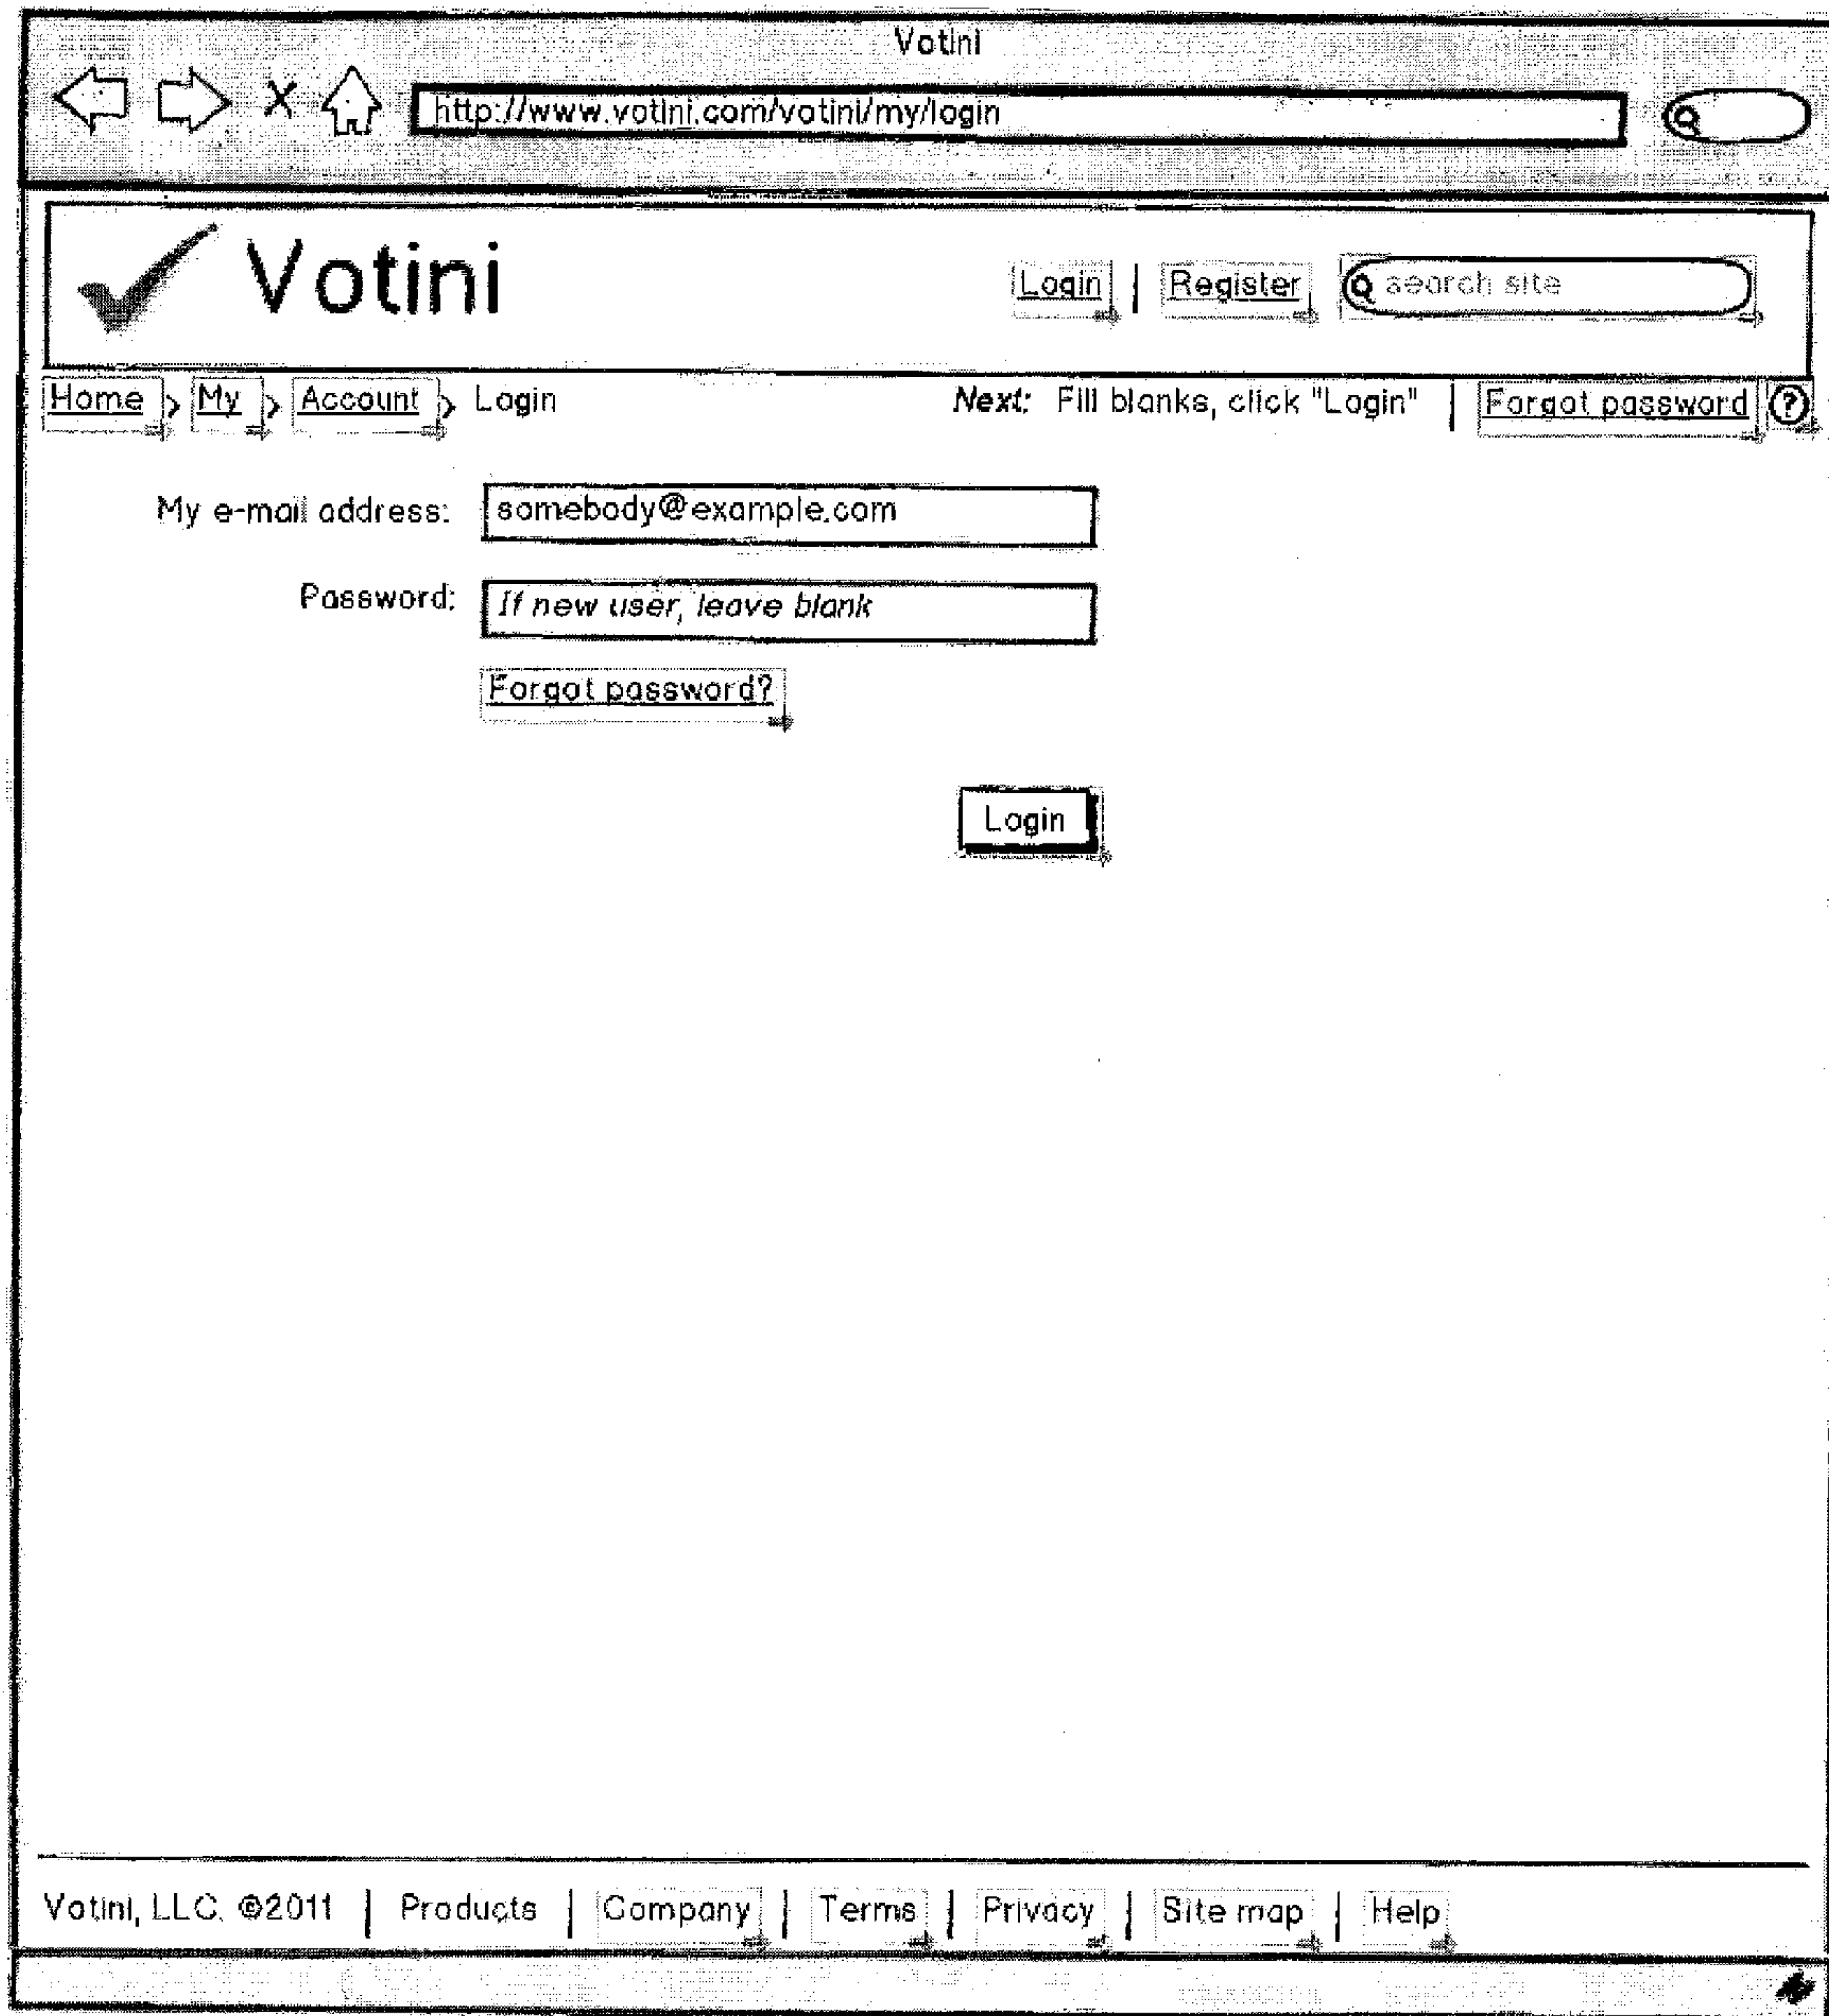 Votini
http://www.votini.com/votini/my/login
Votini
Login | Register search site
Home > My > Account > Login Next: Fill blanks, click "Login" | Forgot password ?
My e-mail address: somebody@example.com
Password: If new user, leave blank
Forgot password?
Login
Votini, LLC. ©2011 | Products | Company | Terms | Privacy | Site map | Help